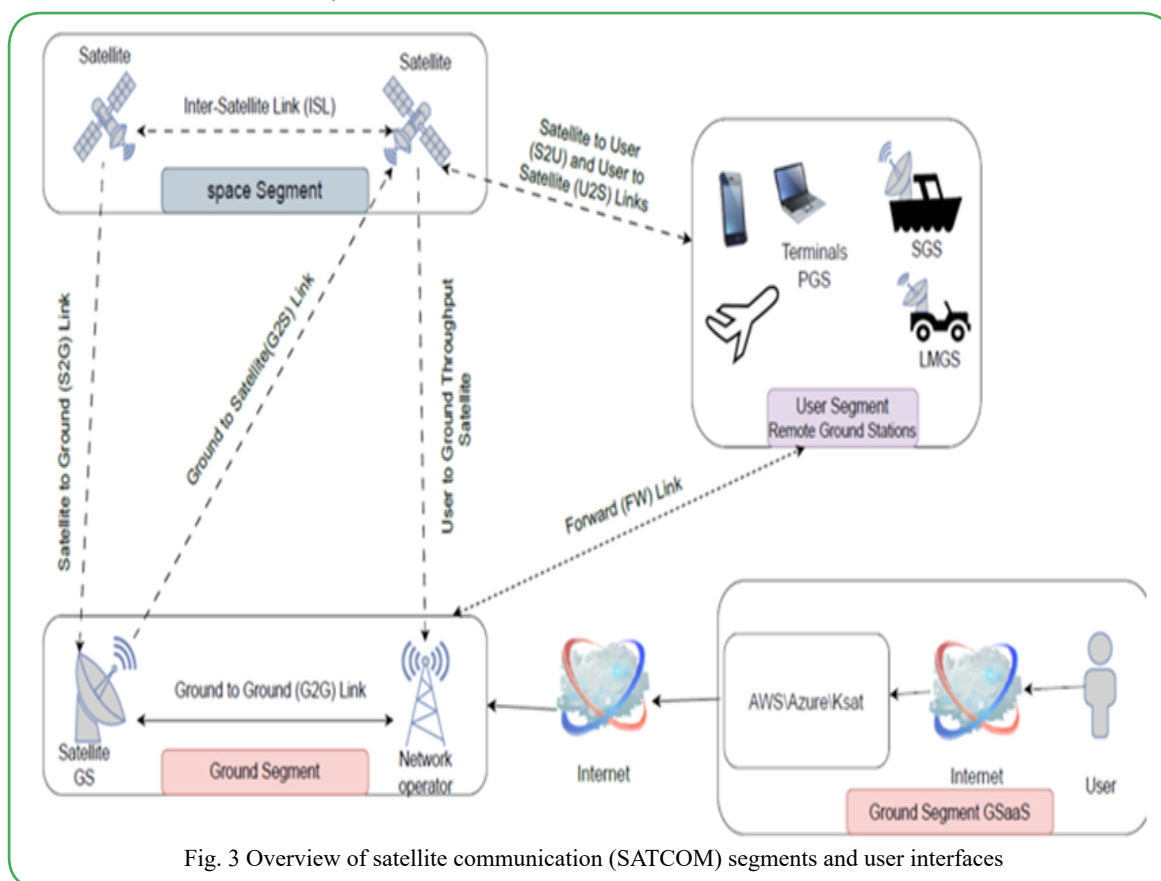 Satellite
Satellite
Inter-Satellite Link (ISL)
space Segment
Satellite to User
(S2U) and User to
Satellite (U2S) Links
Terminals
PGS
SGS
LMGS
User Segment
Remote Ground Stations
Satellite to Ground (S2G) Link
Ground to Satellite(G2S) Link
User to Ground Throughput
Satellite
Forward (FW) Link
Ground to Ground (G2G) Link
Satellite
GS
Network
operator
Ground Segment
Internet
AWS\Azure\Ksat
Internet
User
Ground Segment GSaaS
Fig. 3 Overview of satellite communication (SATCOM) segments and user interfaces